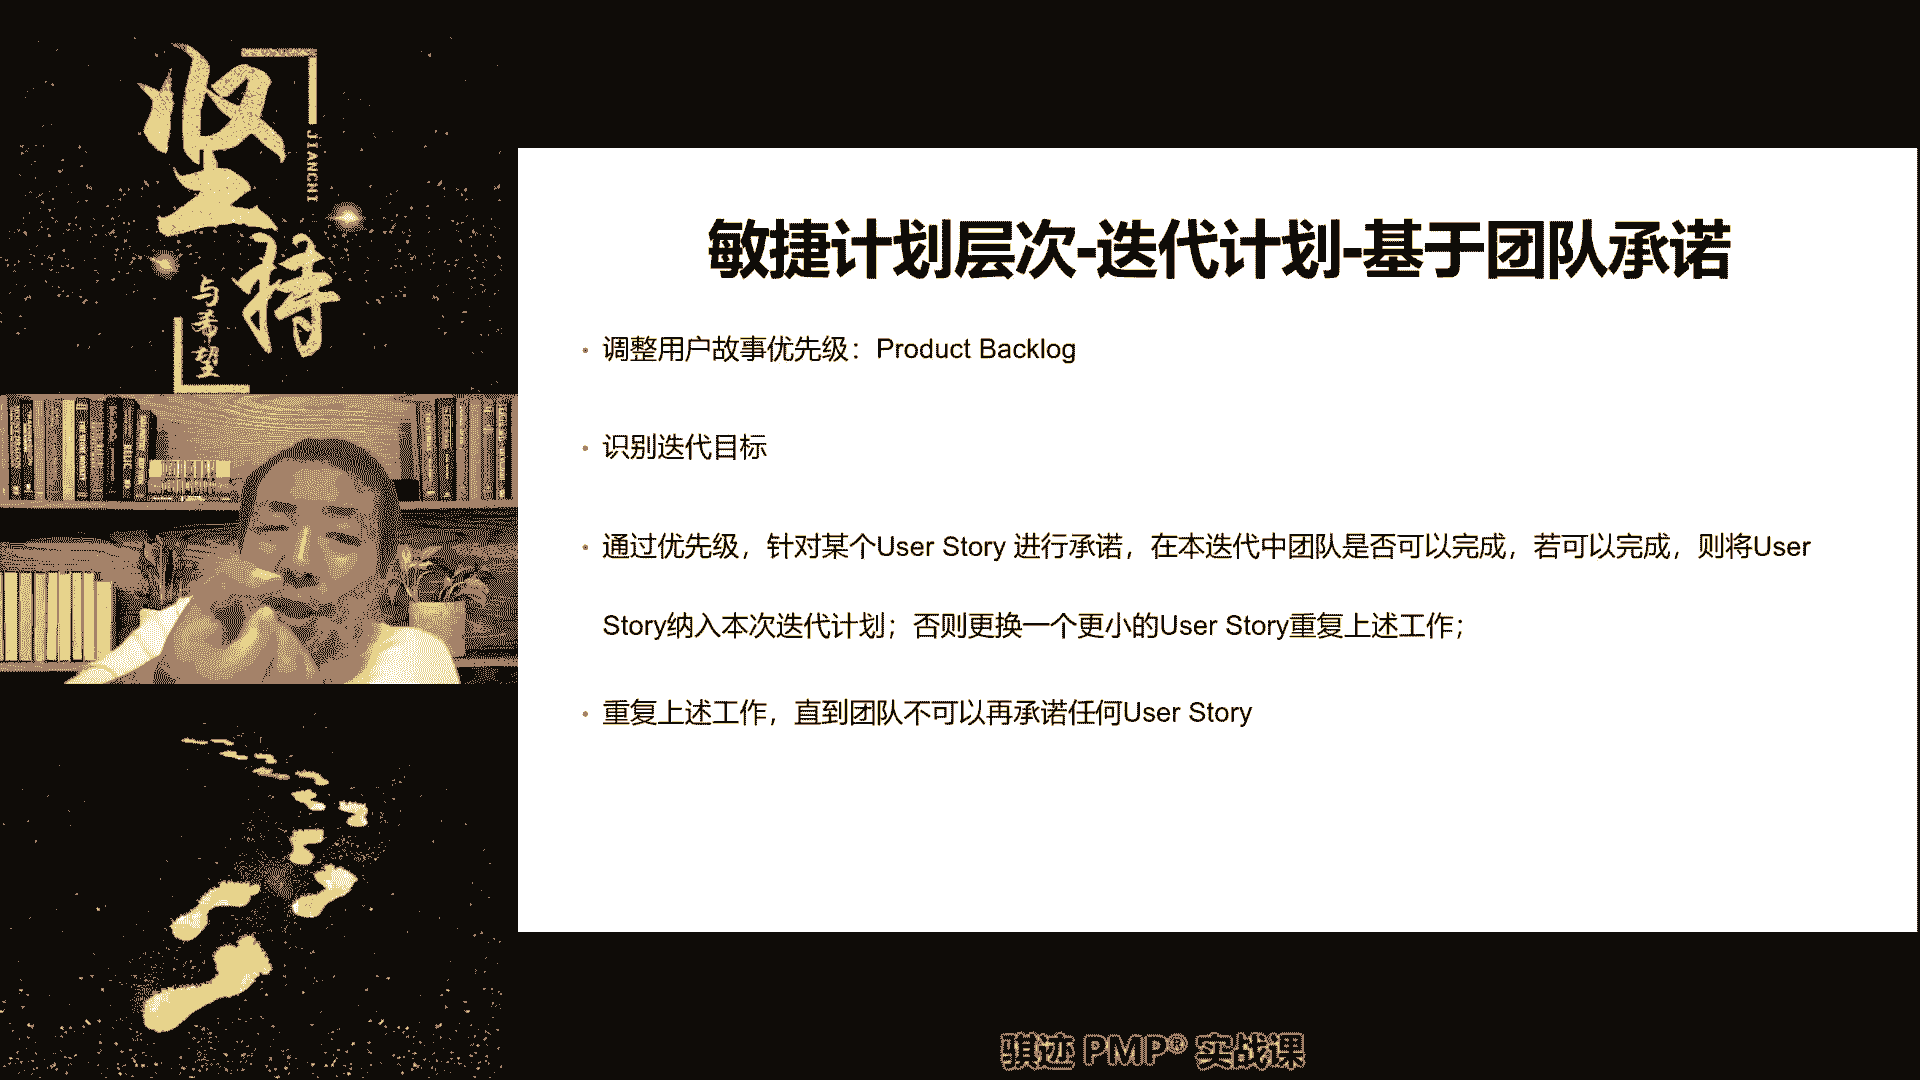 坚持
JIANCHI
与希望
敏捷计划层次-迭代计划-基于团队承诺
调整用户故事优先级：Product Backlog
识别迭代目标
通过优先级，针对某个User Story 进行承诺，在本迭代中团队是否可以完成，若可以完成，则将User
Story纳入本次迭代计划；否则更换一个更小的User Story重复上述工作；
重复上述工作，直到团队不可以再承诺任何User Story
骐迹 PMP® 实战课